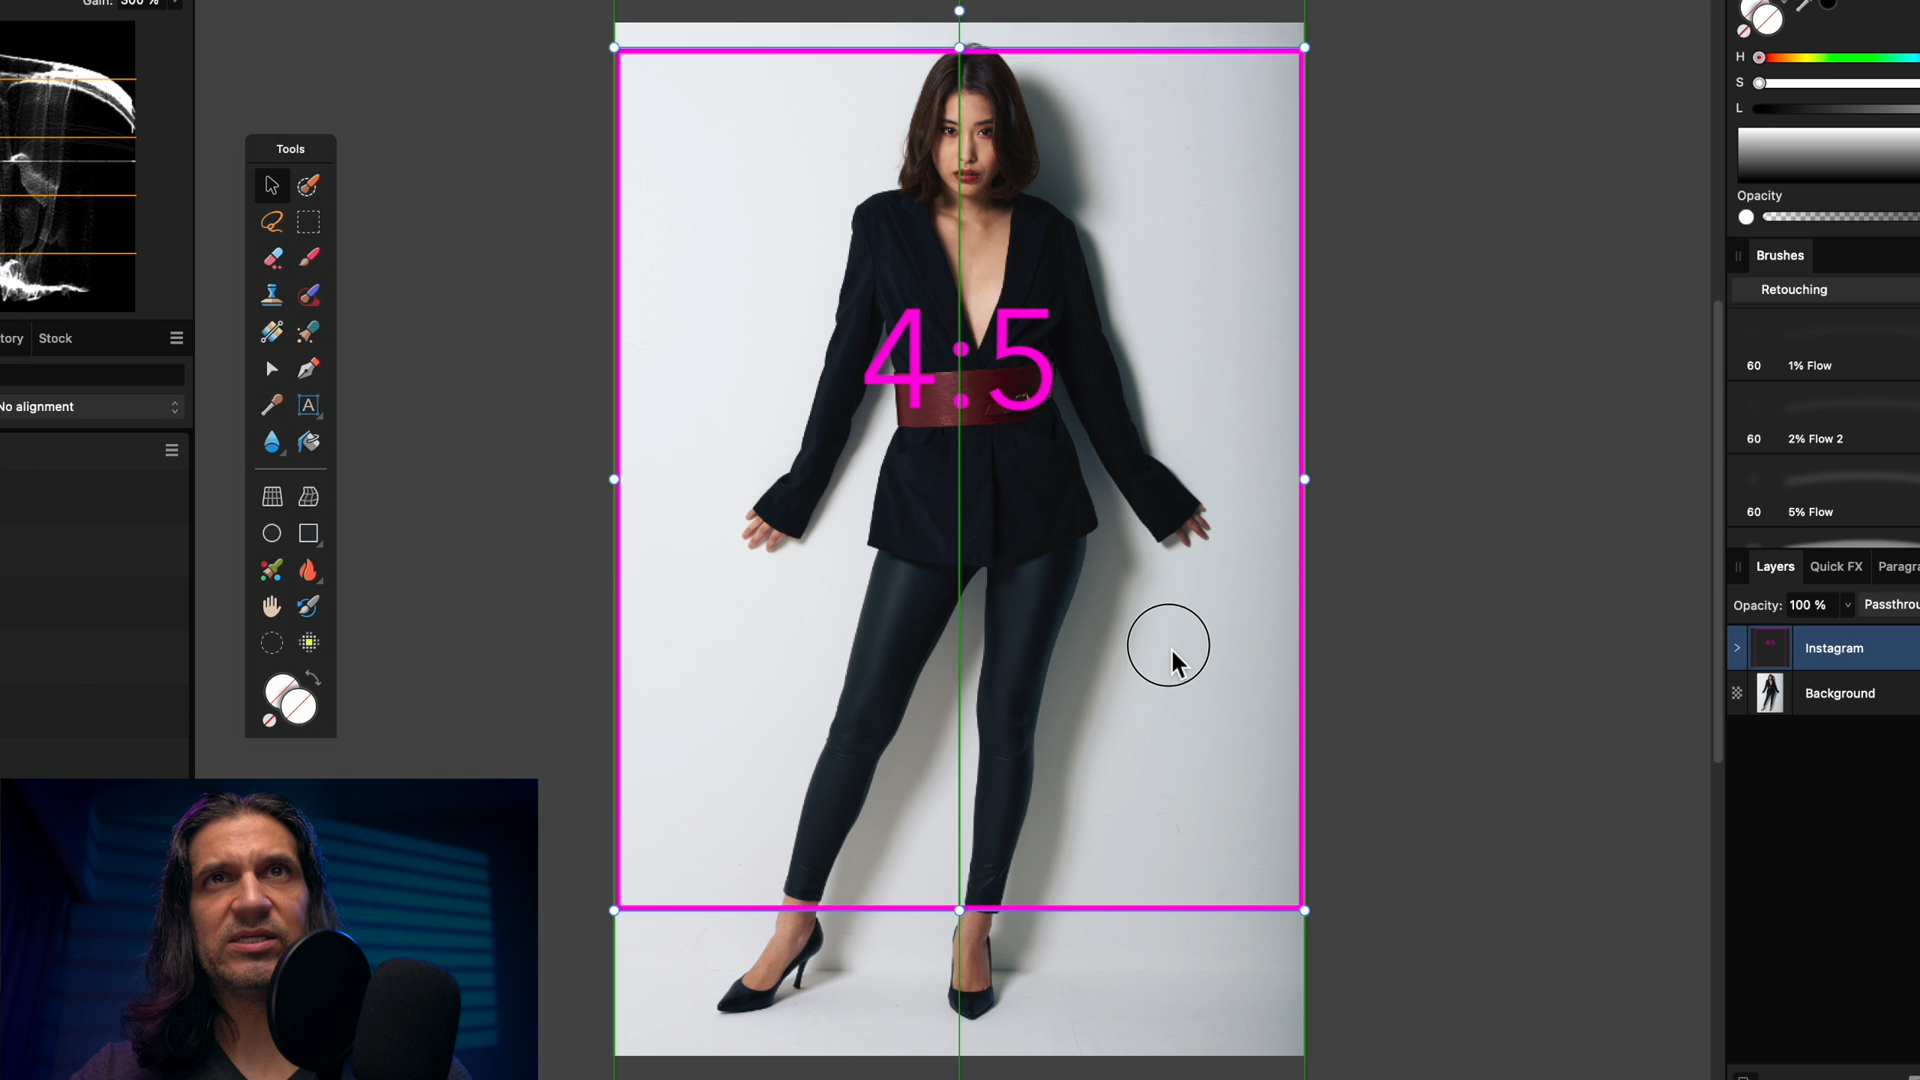 Gain: 300 %
Tools
tory
Stock
No alignment
4:5
H
S
L
Opacity
Brushes
Retouching
60 1% Flow
60 2% Flow 2
60 5% Flow
Layers Quick FX Paragra
Opacity: 100 % Passthrou
Instagram
Background